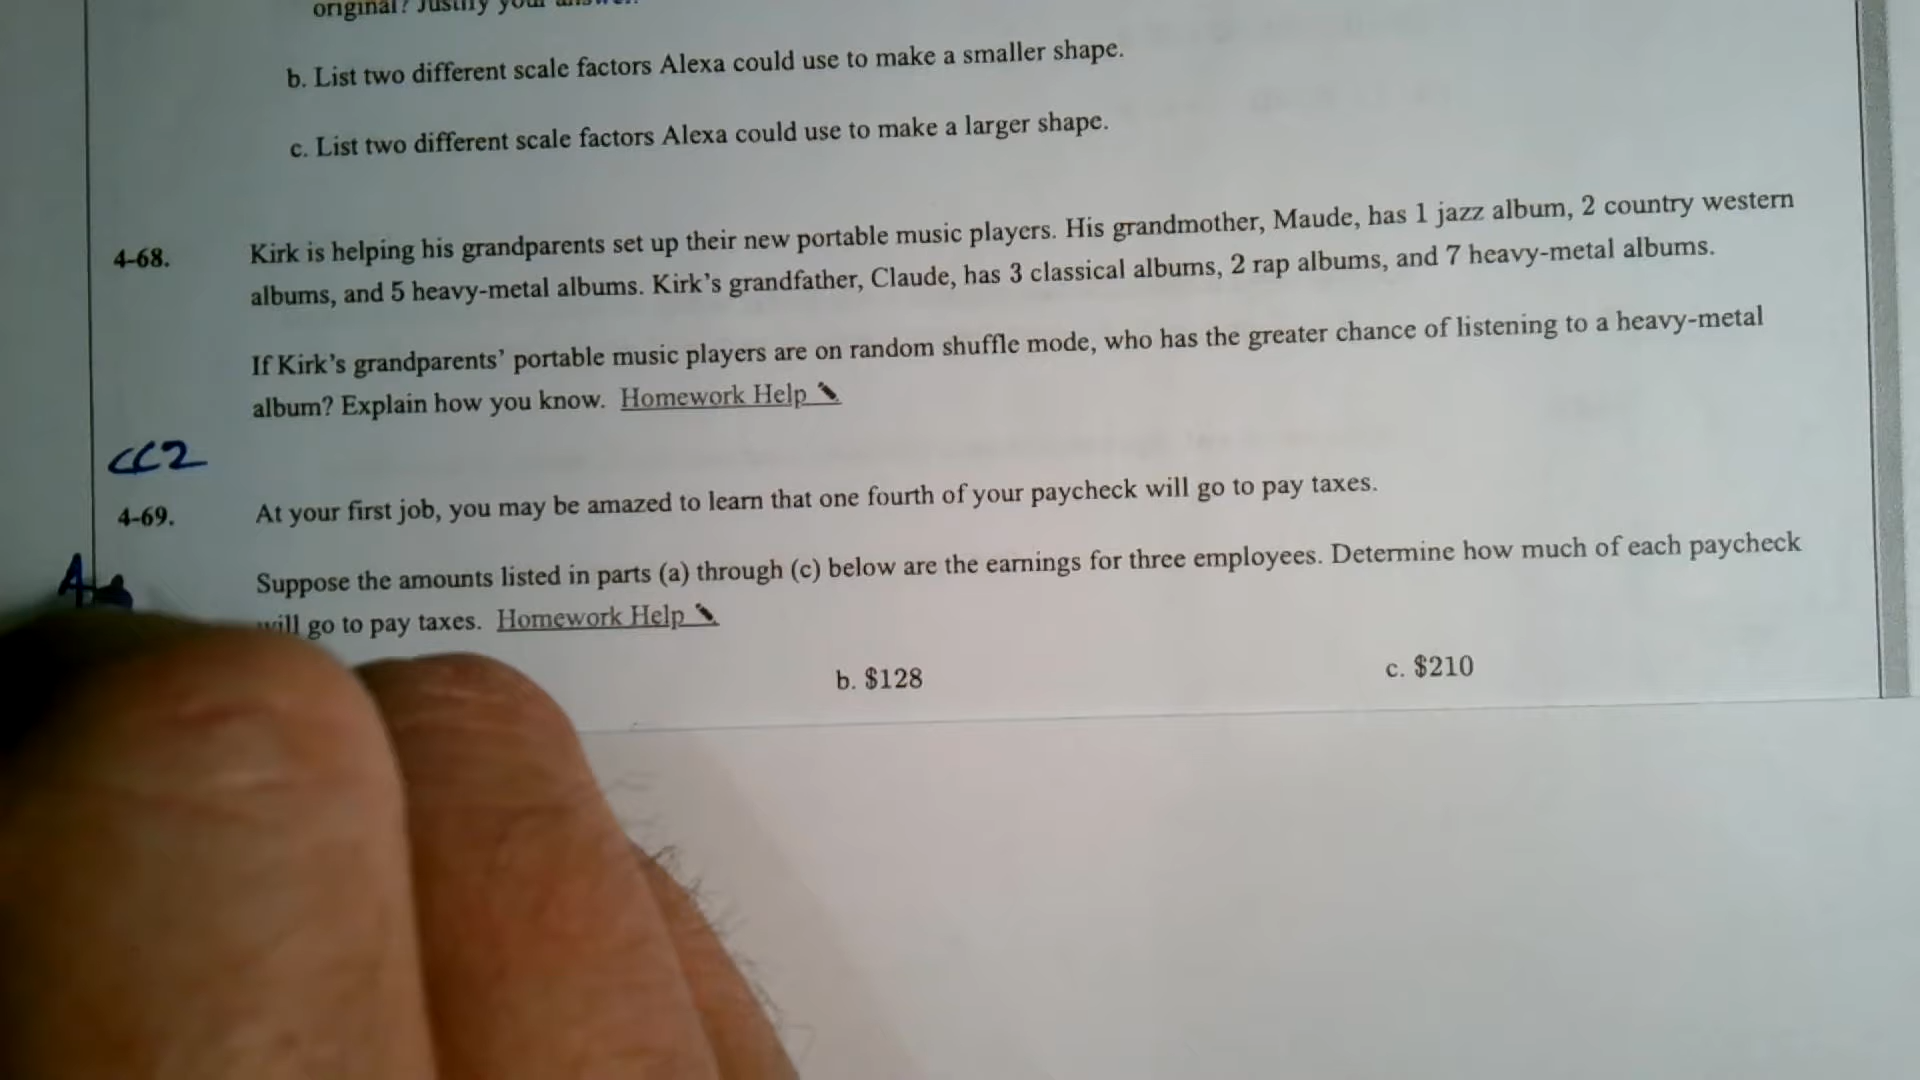 original? Justify your answer.
b. List two different scale factors Alexa could use to make a smaller shape.
c. List two different scale factors Alexa could use to make a larger shape.
4-68. Kirk is helping his grandparents set up their new portable music players. His grandmother, Maude, has 1 jazz album, 2 country western
albums, and 5 heavy-metal albums. Kirk's grandfather, Claude, has 3 classical albums, 2 rap albums, and 7 heavy-metal albums.
If Kirk's grandparents' portable music players are on random shuffle mode, who has the greater chance of listening to a heavy-metal
album? Explain how you know. Homework Help
CC2
4-69. At your first job, you may be amazed to learn that one fourth of your paycheck will go to pay taxes.
Suppose the amounts listed in parts (a) through (c) below are the earnings for three employees. Determine how much of each paycheck
will go to pay taxes. Homework Help
b. $128 c. $210